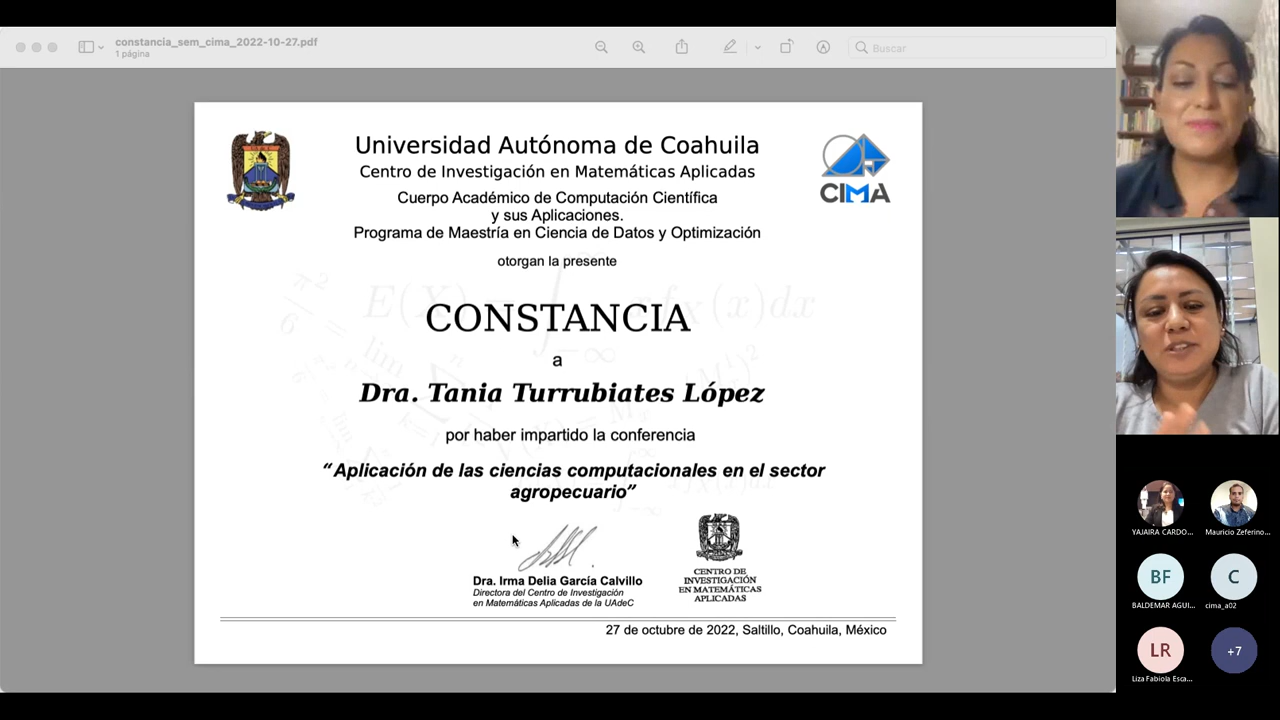 constancia_sem_cima_2022-10-27.pdf
1 página
Buscar
Universidad Autónoma de Coahuila
Centro de Investigación en Matemáticas Aplicadas
CIMA
Cuerpo Académico de Computación Científica
y sus Aplicaciones.
Programa de Maestría en Ciencia de Datos y Optimización
otorgan la presente
CONSTANCIA
a
Dra. Tania Turrubiates López
por haber impartido la conferencia
“Aplicación de las ciencias computacionales en el sector
agropecuario”
Dra. Irma Delia García Calvillo
Directora del Centro de Investigación
en Matemáticas Aplicadas de la UAdeC
CENTRO DE
INVESTIGACIÓN
EN MATEMÁTICAS
APLICADAS
27 de octubre de 2022, Saltillo, Coahuila, México
YAJAIRA CARDO...
Mauricio Zeferino...
BF
BALDEMAR AGUI...
C
cima_a02
LR
Liza Fabiola Esca...
+7